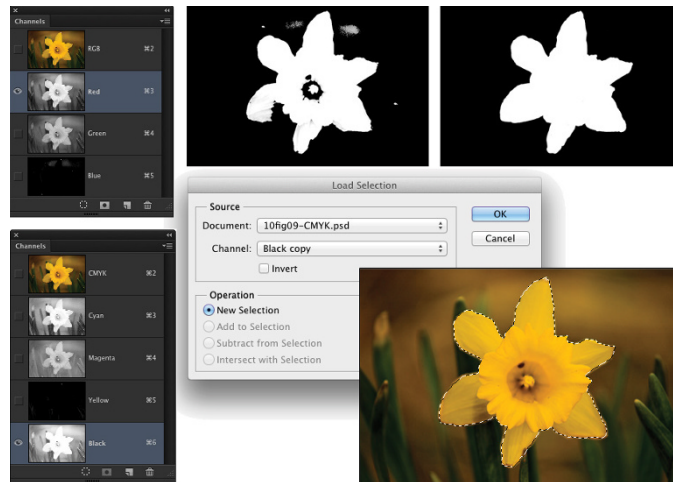 Channels
RGB ⌘2
Red ⌘3
Green ⌘4
Blue ⌘5
Channels
CMYK ⌘2
Cyan ⌘3
Magenta ⌘4
Yellow ⌘5
Black ⌘6
Load Selection
Source
Document: 10fig09-CMYK.psd
Channel: Black copy
Invert
OK
Cancel
Operation
New Selection
Add to Selection
Subtract from Selection
Intersect with Selection